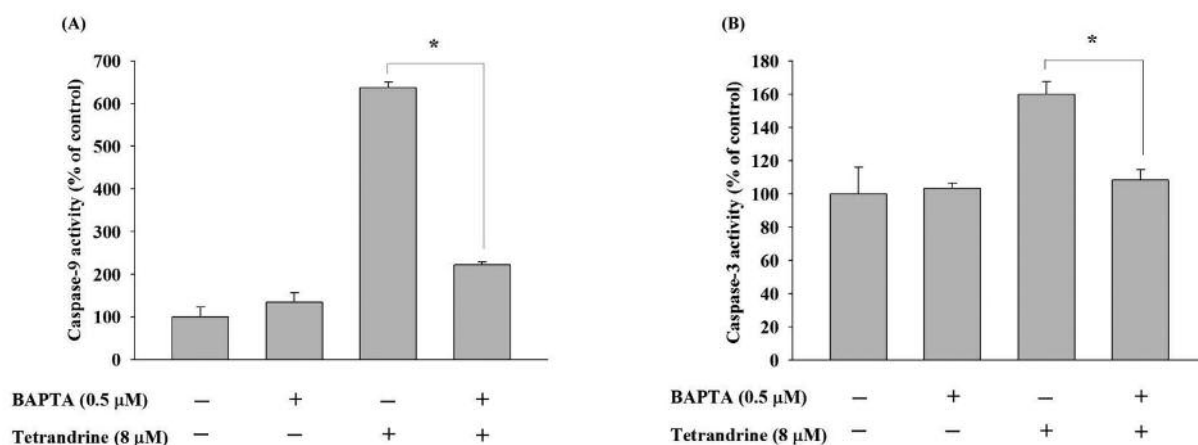 (A)
Caspase-9 activity (% of control)
700
600
500
400
300
200
100
0
*
BAPTA (0.5 μM) – + – +
Tetrandrine (8 μM) – – + +
(B)
Caspase-3 activity (% of control)
180
160
140
120
100
80
60
40
20
0
*
BAPTA (0.5 μM) – + – +
Tetrandrine (8 μM) – – + +